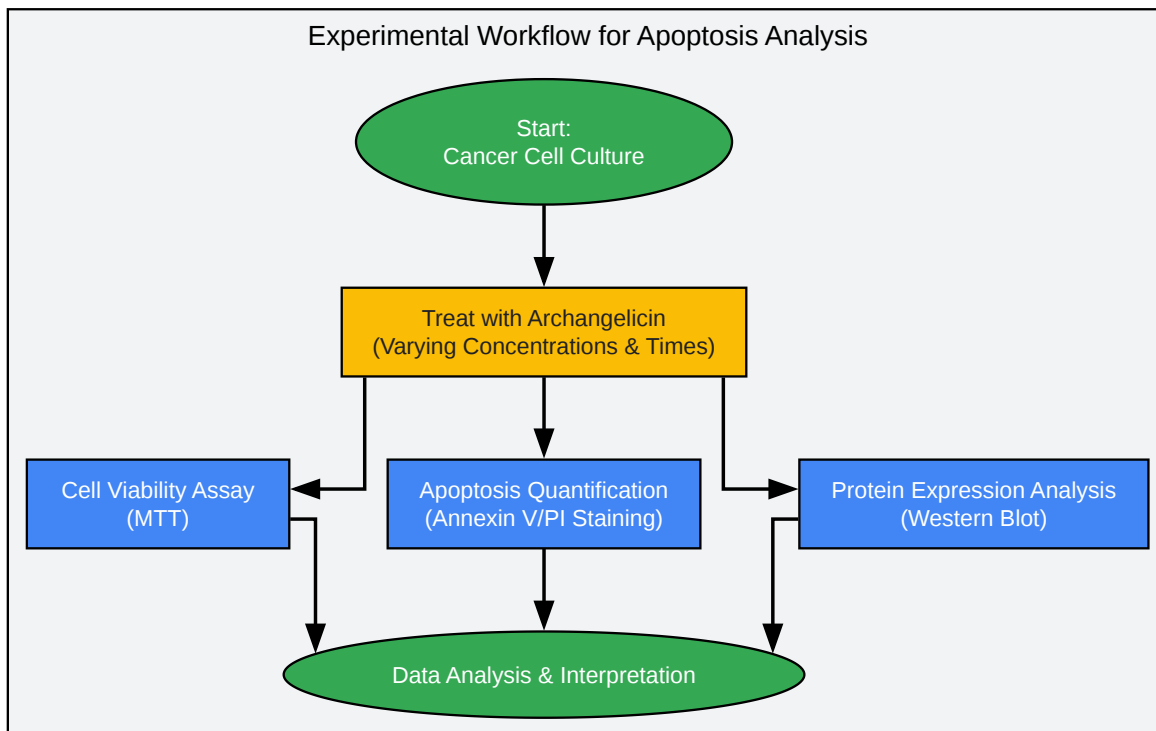 Experimental Workflow for Apoptosis Analysis
Start:
Cancer Cell Culture
Treat with Archangelicin
(Varying Concentrations & Times)
Cell Viability Assay
(MTT)
Apoptosis Quantification
(Annexin V/PI Staining)
Protein Expression Analysis
(Western Blot)
Data Analysis & Interpretation